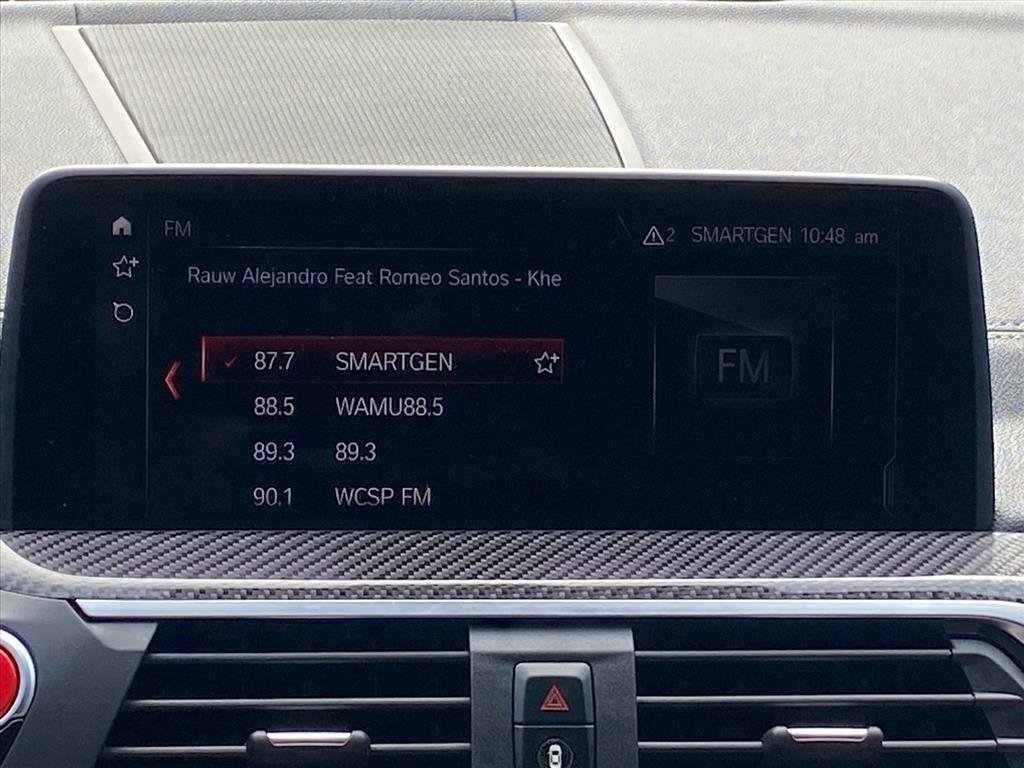 FM
2 SMARTGEN 10:48 am
Rauw Alejandro Feat Romeo Santos - Khe
87.7 SMARTGEN
88.5 WAMU88.5
89.3 89.3
90.1 WCSP FM
FM